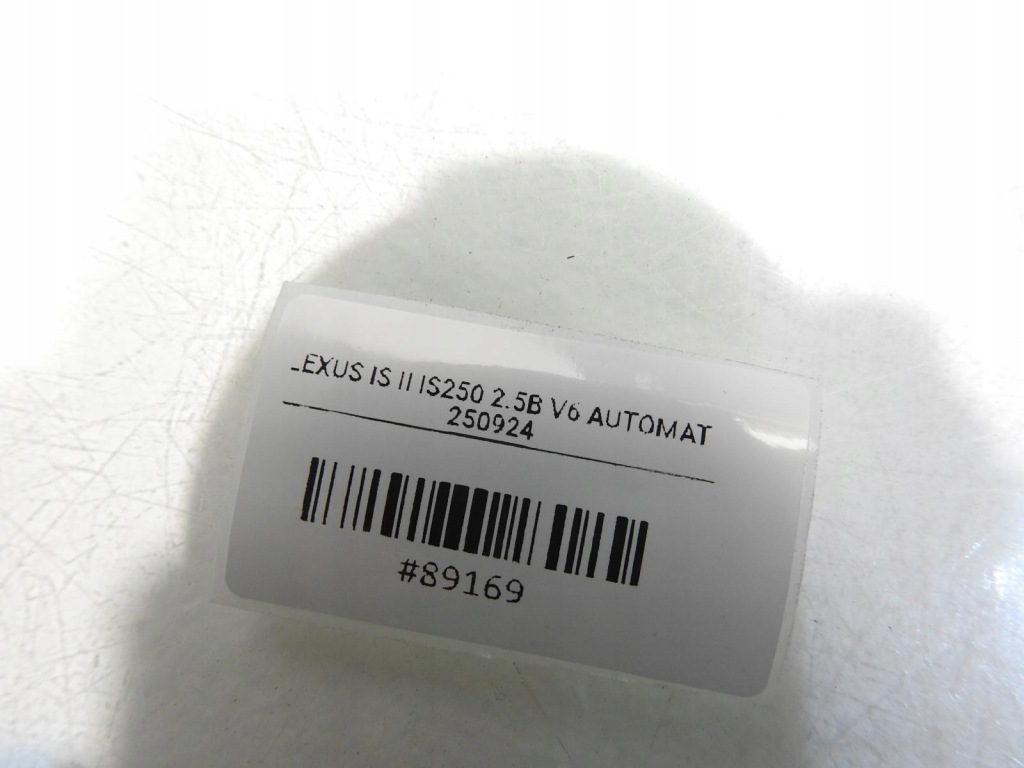 LEXUS IS II IS250 2.5B V6 AUTOMAT
250924
#89169